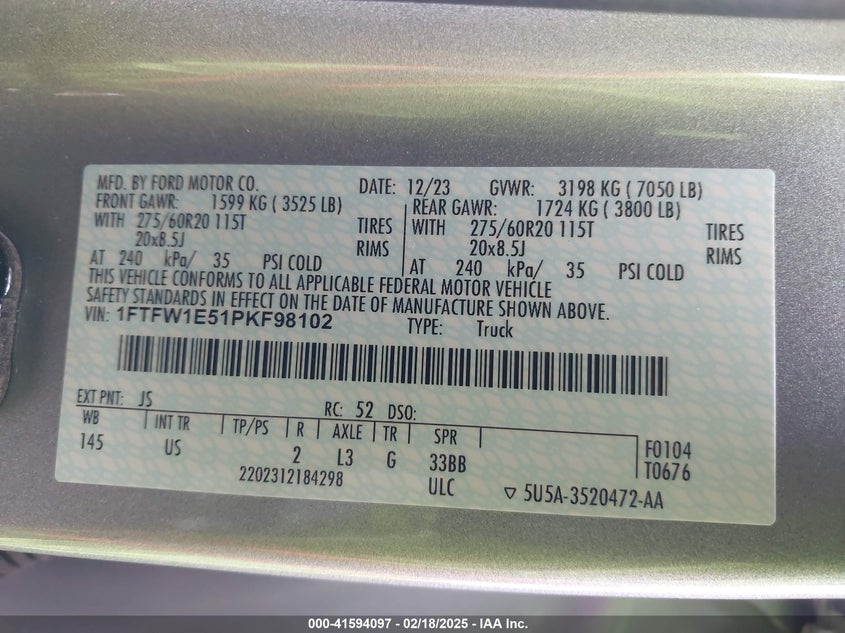 MFD. BY FORD MOTOR CO. DATE: 12/23 GVWR: 3198 KG ( 7050 LB)
FRONT GAWR: 1599 KG ( 3525 LB) REAR GAWR: 1724 KG ( 3800 LB)
WITH 275/60R20 115T TIRES WITH 275/60R20 115T TIRES
20x8.5J RIMS 20x8.5J RIMS
AT 240 kPa/ 35 PSI COLD AT 240 kPa/ 35 PSI COLD
THIS VEHICLE CONFORMS TO ALL APPLICABLE FEDERAL MOTOR VEHICLE
SAFETY STANDARDS IN EFFECT ON THE DATE OF MANUFACTURE SHOWN ABOVE.
VIN: 1FTFW1E51PKF98102 TYPE: Truck
EXT PNT: JS RC: 52 DSO:
WB INT TR TP/PS R AXLE TR SPR F0104
145 US 2 L3 G 33BB T0676
2202312184298 ULC 5U5A-3520472-AA
000-41594097 - 02/18/2025 - IAA Inc.